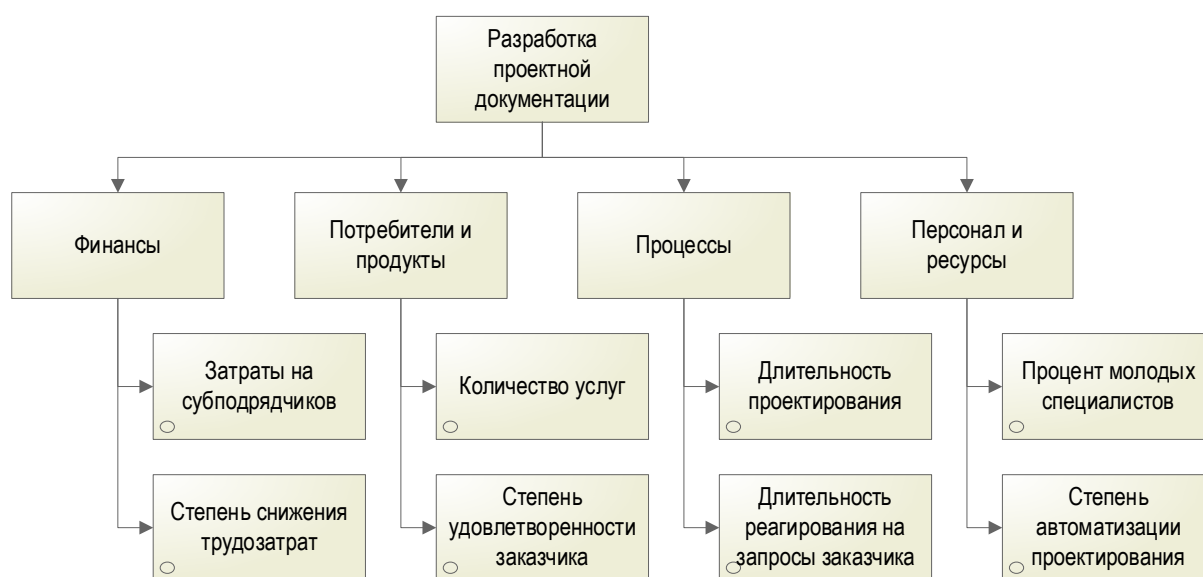 Разработка
проектной
документации
Финансы
Потребители и
продукты
Процессы
Персонал и
ресурсы
Затраты на
субподрядчиков
Количество услуг
Длительность
проектирования
Процент молодых
специалистов
Степень снижения
трудозатрат
Степень
удовлетворенности
заказчика
Длительность
реагирования на
запросы заказчика
Степень
автоматизации
проектирования